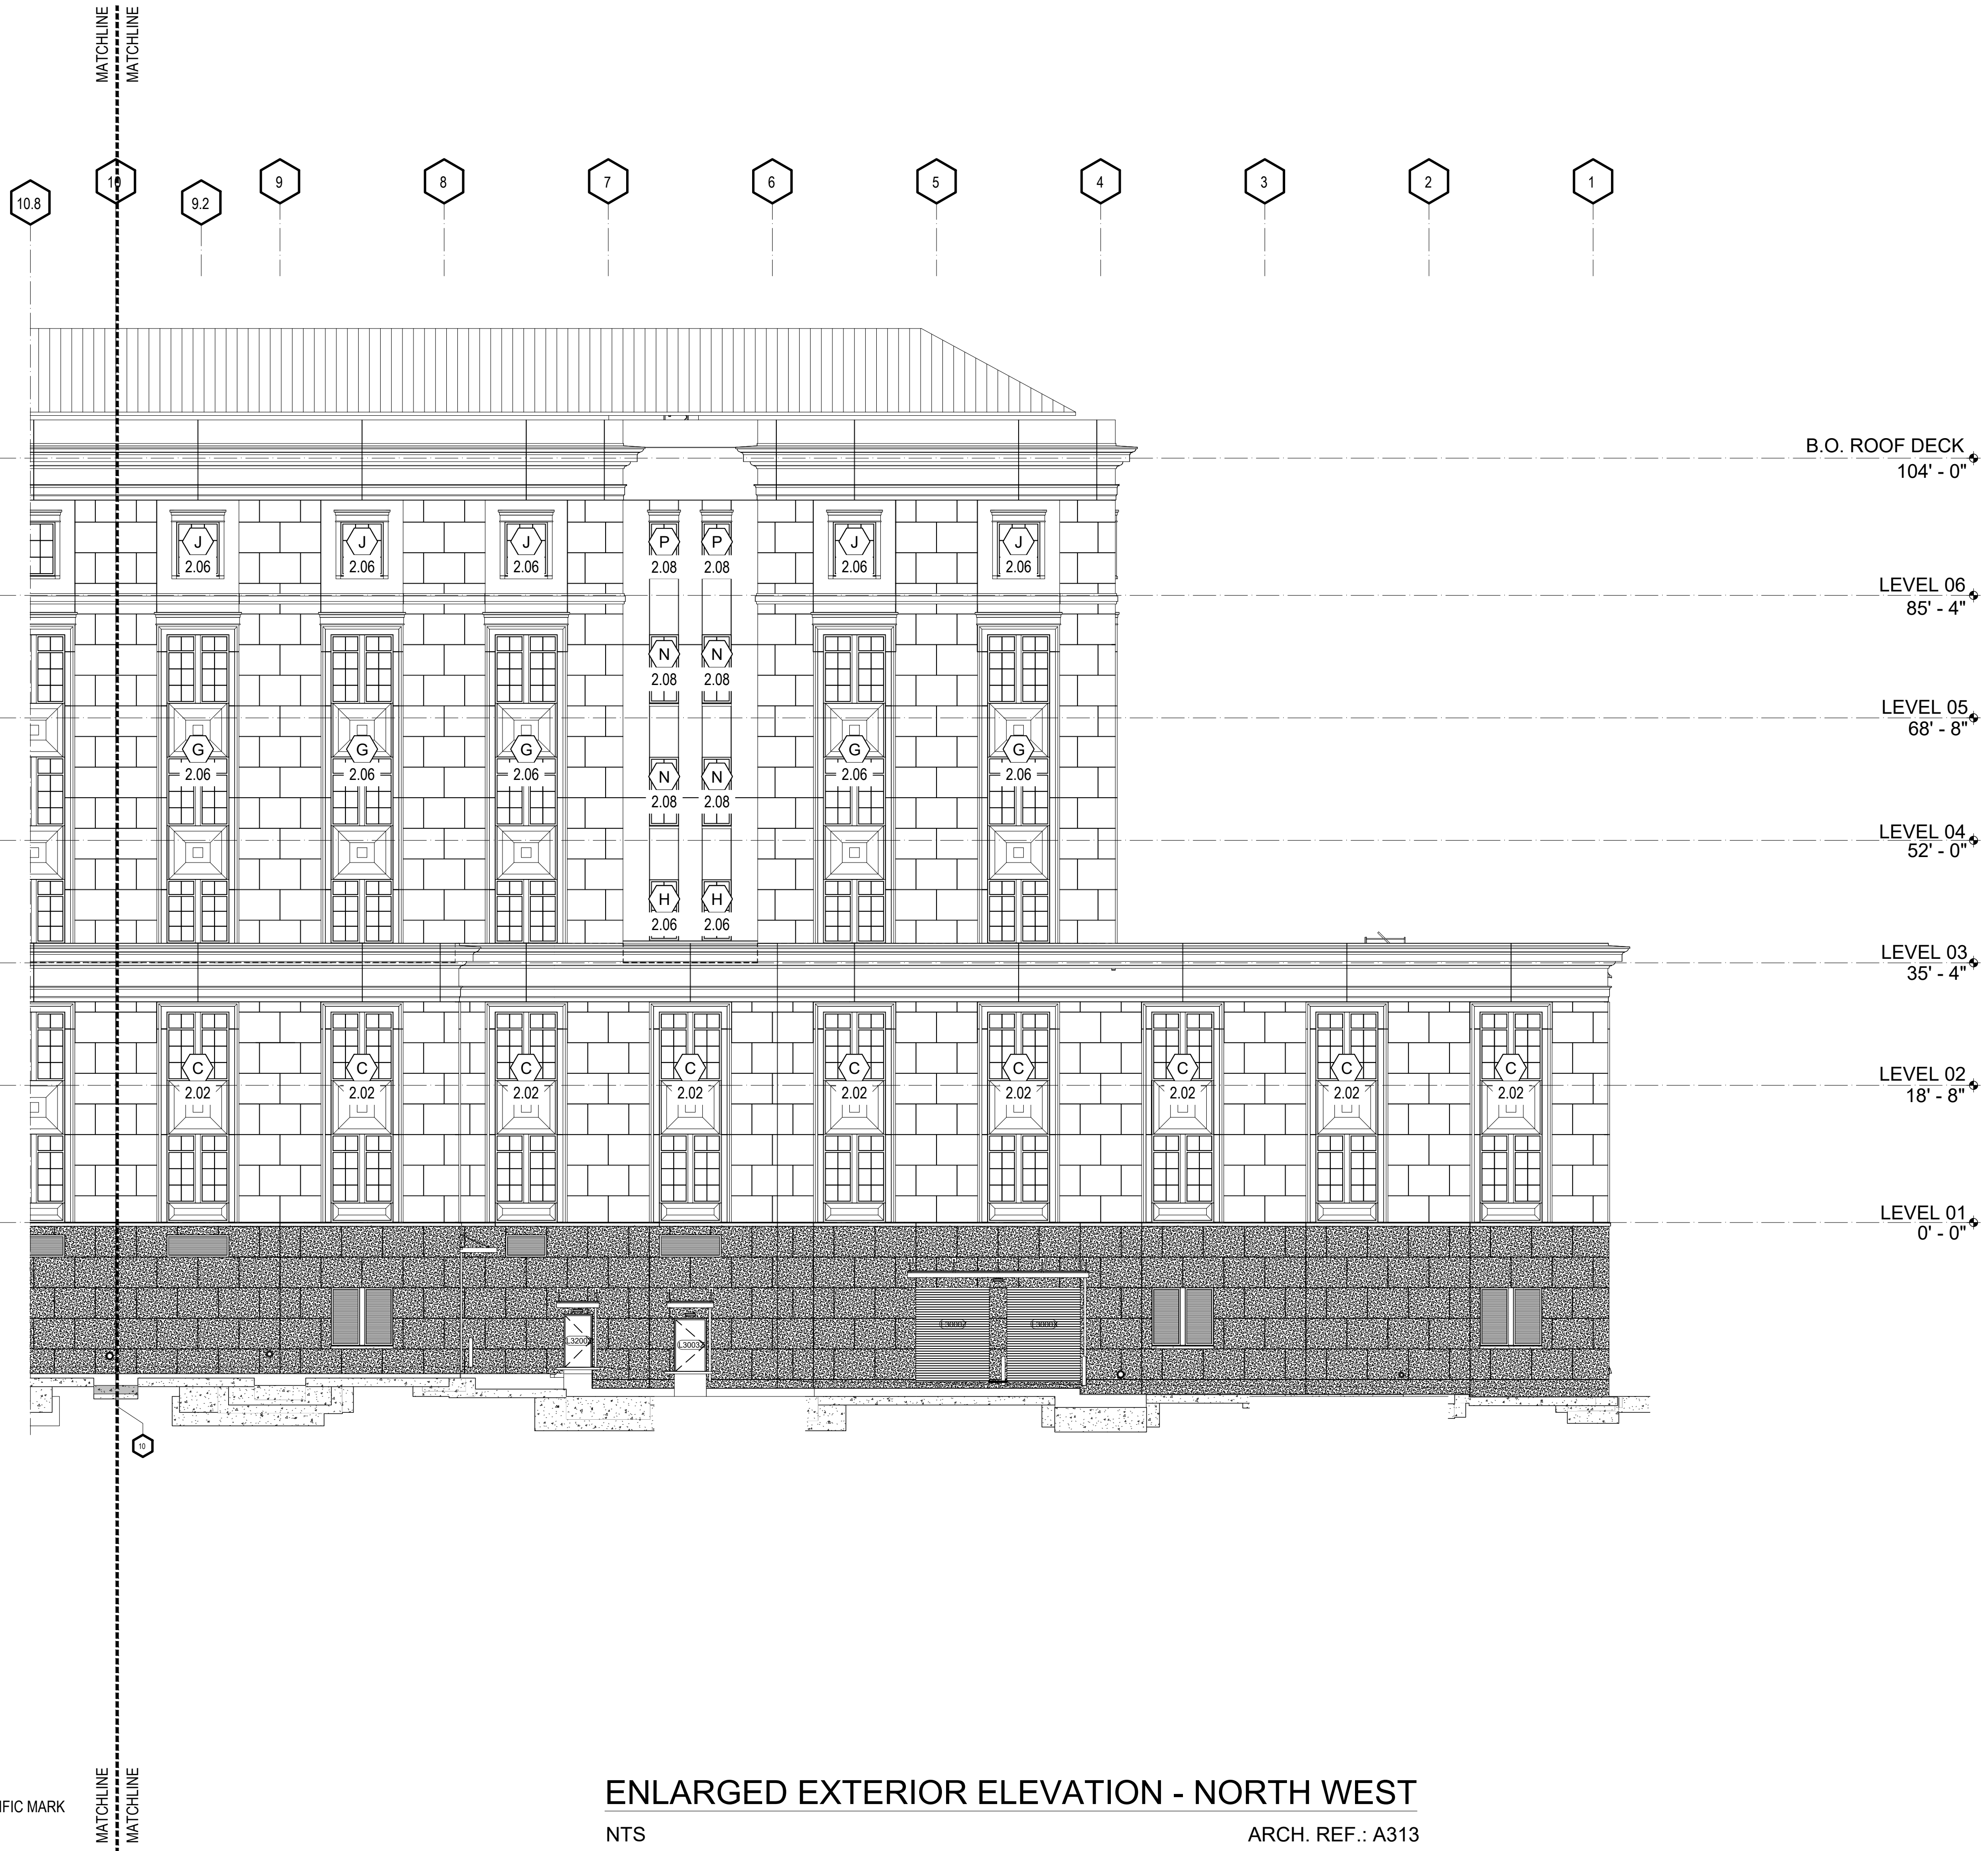 MATCHLINE
MATCHLINE
10.8
10
9.2
9
8
7
6
5
4
3
2
1
B.O. ROOF DECK
104' - 0"
J J J P P J J
2.06 2.06 2.06 2.08 2.08 2.06 2.06
LEVEL 06
85' - 4"
N N
2.08 2.08
LEVEL 05
68' - 8"
G G G G G
2.06 2.06 2.06 2.06 2.06
N N
2.08 2.08
LEVEL 04
52' - 0"
H H
2.06 2.06
LEVEL 03
35' - 4"
C C C C C C C C C
2.02 2.02 2.02 2.02 2.02 2.02 2.02 2.02 2.02
LEVEL 02
18' - 8"
LEVEL 01
0' - 0"
10
IFIC MARK
MATCHLINE
MATCHLINE
ENLARGED EXTERIOR ELEVATION - NORTH WEST
NTS
ARCH. REF.: A313